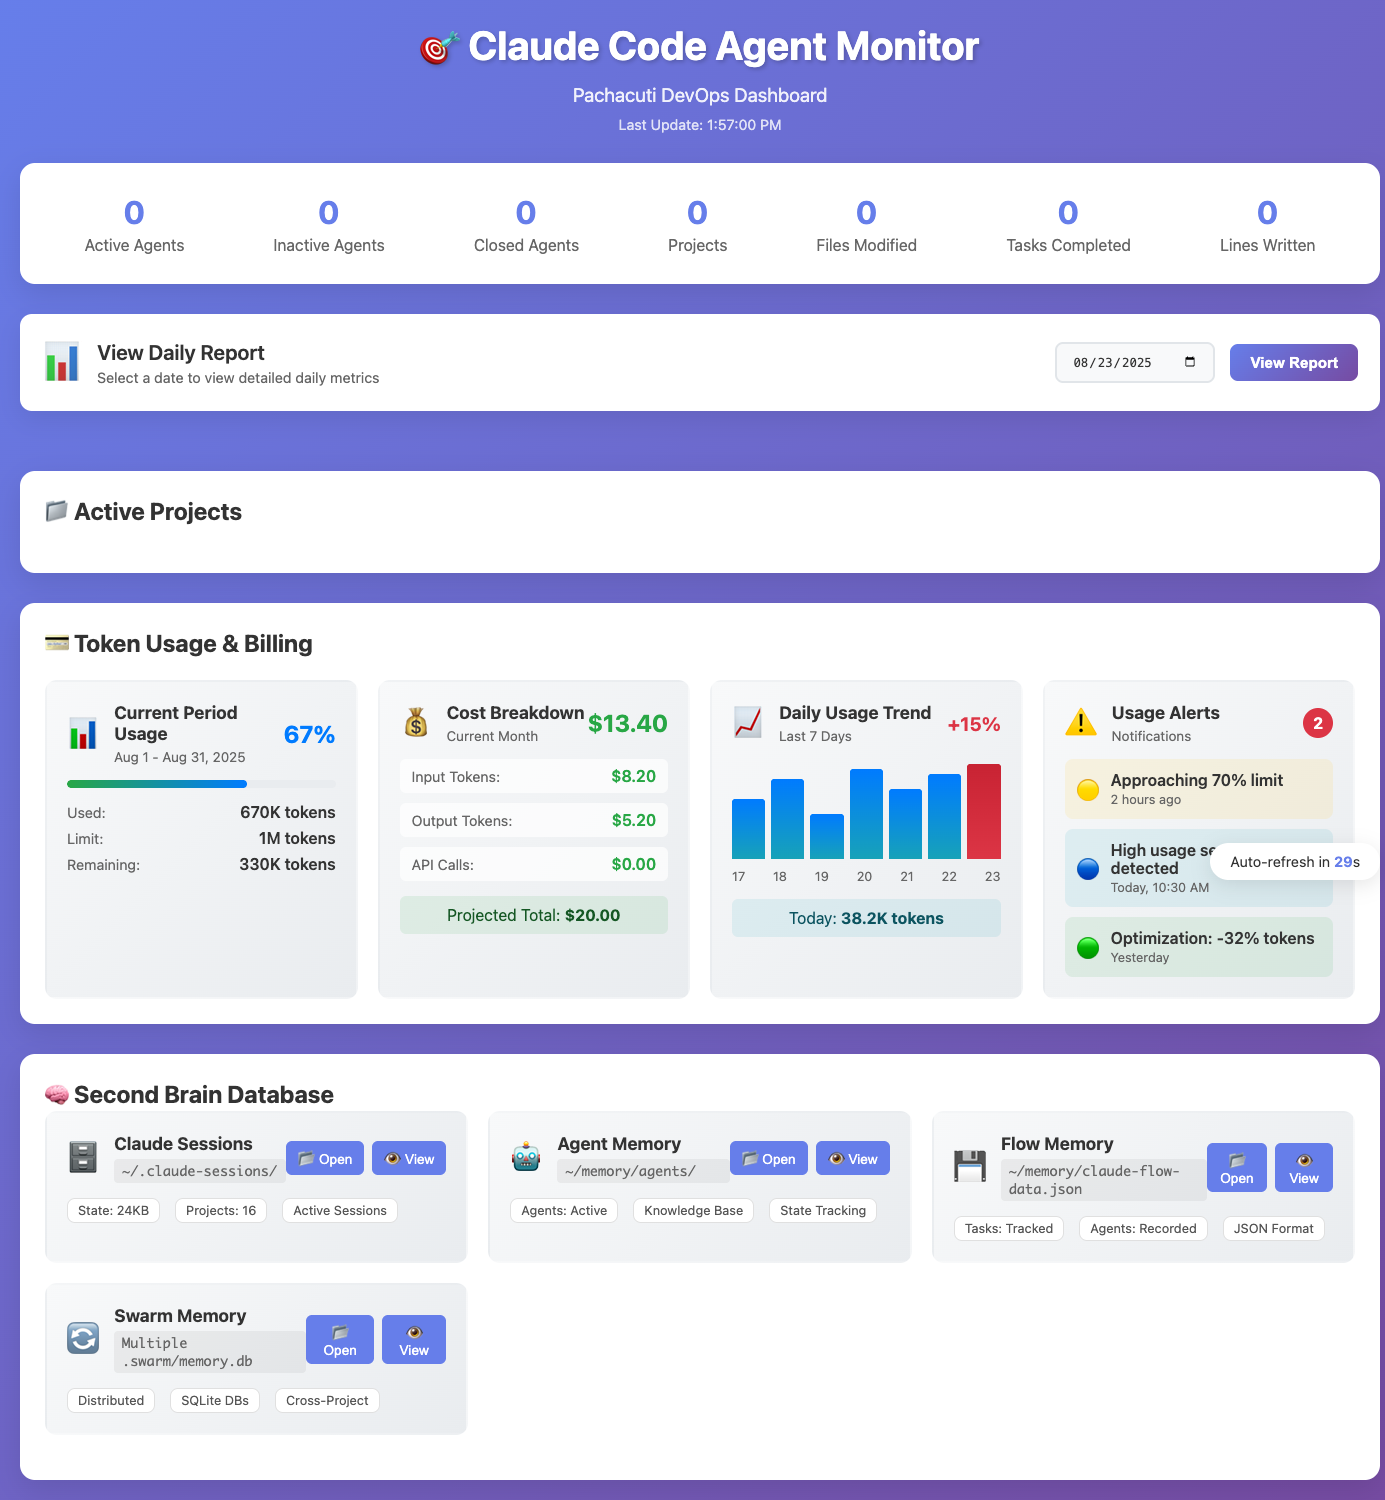 Claude Code Agent Monitor
Pachacuti DevOps Dashboard
Last Update: 1:57:00 PM
0
Active Agents
0
Inactive Agents
0
Closed Agents
0
Projects
0
Files Modified
0
Tasks Completed
0
Lines Written
View Daily Report
Select a date to view detailed daily metrics
08/23/2025
View Report
Active Projects
Token Usage & Billing
Current Period
Usage
Aug 1 - Aug 31, 2025
67%
Used: 670K tokens
Limit: 1M tokens
Remaining: 330K tokens
Cost Breakdown
Current Month
$13.40
Input Tokens: $8.20
Output Tokens: $5.20
API Calls: $0.00
Projected Total: $20.00
Daily Usage Trend
Last 7 Days
+15%
17 18 19 20 21 22 23
Today: 38.2K tokens
Usage Alerts
Notifications
2
Approaching 70% limit
2 hours ago
High usage
detected
Today, 10:30 AM
Auto-refresh in 29s
Optimization: -32% tokens
Yesterday
Second Brain Database
Claude Sessions
~/.claude-sessions/
Open
View
State: 24KB
Projects: 16
Active Sessions
Agent Memory
~/memory/agents/
Open
View
Agents: Active
Knowledge Base
State Tracking
Flow Memory
~/memory/claude-flow-
data.json
Open
View
Tasks: Tracked
Agents: Recorded
JSON Format
Swarm Memory
Multiple
.swarm/memory.db
Open
View
Distributed
SQLite DBs
Cross-Project